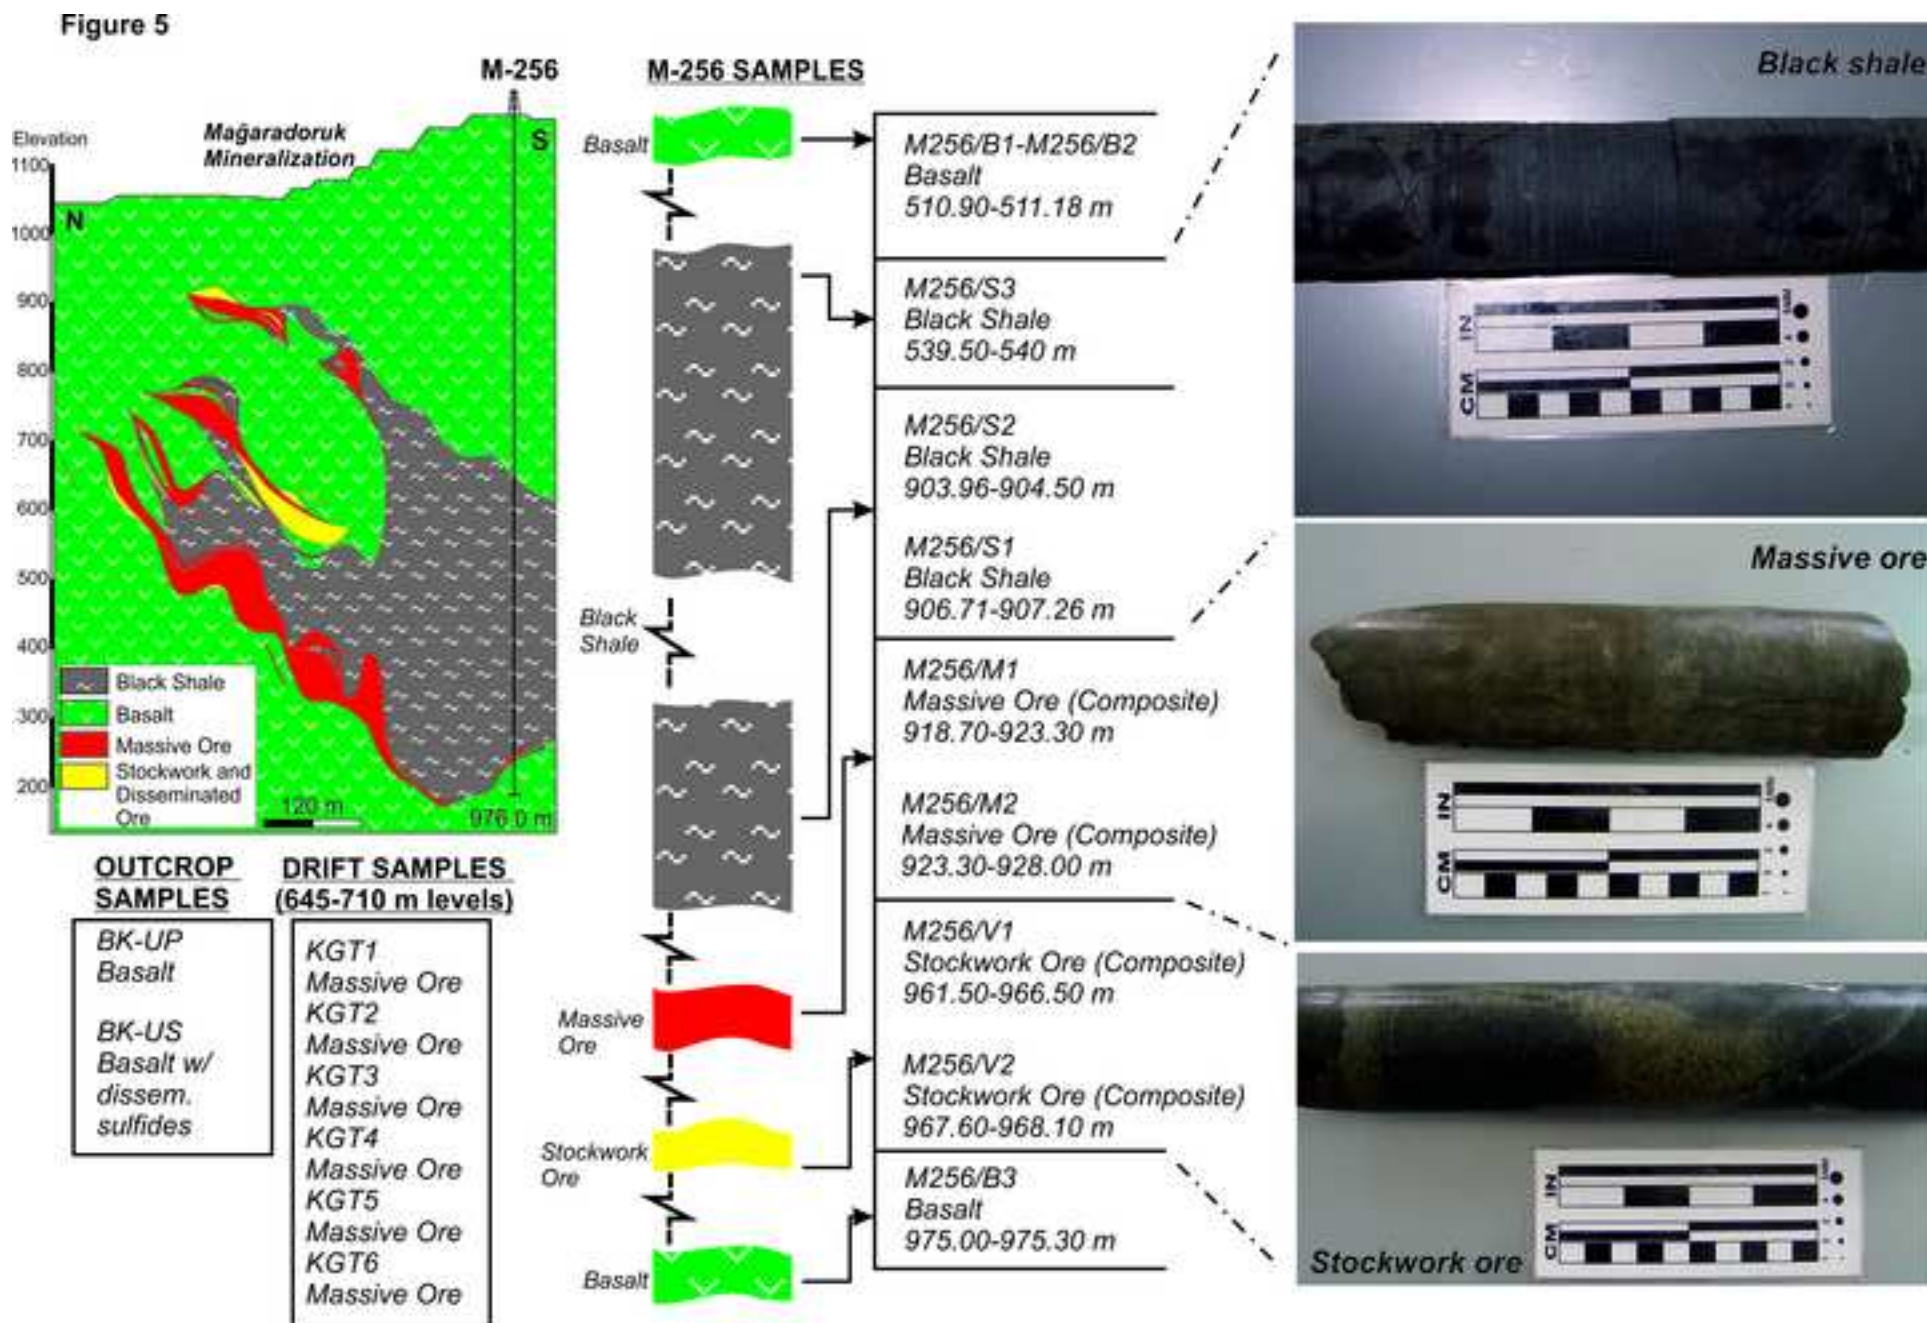 Figure 5
M-256
Mağaradoruk
Mineralization
Elevation
S
N
1100
1000
900
800
700
600
500
400
300
200
Black Shale
Basalt
Massive Ore
Stockwork and
Disseminated
Ore
120 m
976.0 m
OUTCROP
SAMPLES
BK-UP
Basalt
BK-US
Basalt w/
dissem.
sulfides
DRIFT SAMPLES
(645-710 m levels)
KGT1
Massive Ore
KGT2
Massive Ore
KGT3
Massive Ore
KGT4
Massive Ore
KGT5
Massive Ore
KGT6
Massive Ore
M-256 SAMPLES
Basalt
Black
Shale
Massive
Ore
Stockwork
Ore
Basalt
M256/B1-M256/B2
Basalt
510.90-511.18 m
M256/S3
Black Shale
539.50-540 m
M256/S2
Black Shale
903.96-904.50 m
M256/S1
Black Shale
906.71-907.26 m
M256/M1
Massive Ore (Composite)
918.70-923.30 m
M256/M2
Massive Ore (Composite)
923.30-928.00 m
M256/V1
Stockwork Ore (Composite)
961.50-966.50 m
M256/V2
Stockwork Ore (Composite)
967.60-968.10 m
M256/B3
Basalt
975.00-975.30 m
Black shale
IN
CM
Massive ore
IN
CM
Stockwork ore
IN
CM